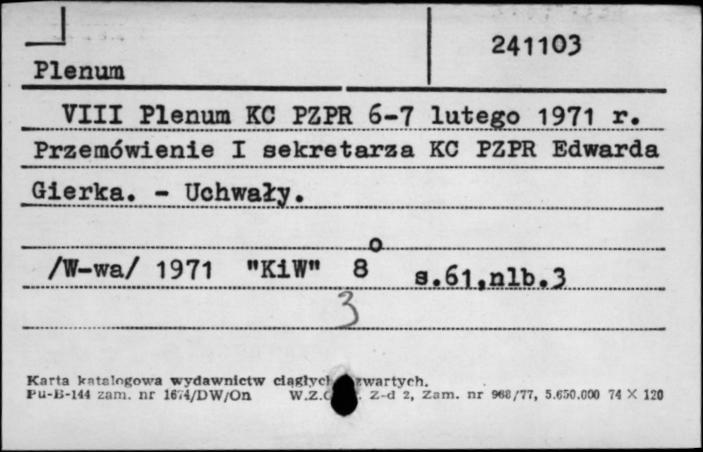 241103
Plenum
VIII Plenum KC PZPR 6-7 lutego 1971 r.
Przemówienie I sekretarza KC PZPR Edwarda
Gierka. - Uchwały.
/W-wa/ 1971 "KiW" 8o s.61,nlb.3
3
Karta katalogowa wydawnictw ciągłych zwartych.
Pu-B-144 zam. nr 1674/DW/On W.Z. Z-d 2, Zam. nr 968/77, 5.650.000 74 X 120